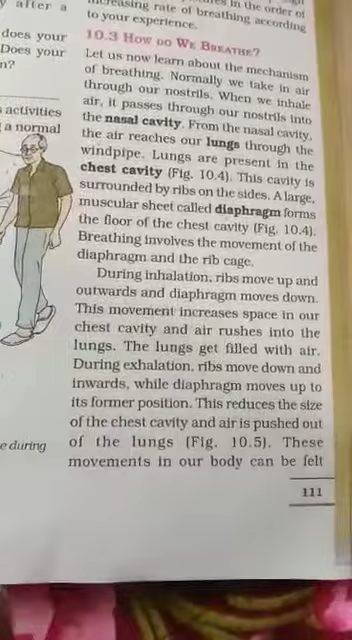 y after a
does your
Does your
n?
activities
a normal
e during
increasing rate of breathing according
to your experience.
10.3 HOW DO WE BREATHE?
Let us now learn about the mechanism
of breathing. Normally we take in air
through our nostrils. When we inhale
air, it passes through our nostrils into
the nasal cavity. From the nasal cavity,
the air reaches our lungs through the
windpipe. Lungs are present in the
chest cavity (Fig. 10.4). This cavity is
surrounded by ribs on the sides. A large,
muscular sheet called diaphragm forms
the floor of the chest cavity (Fig. 10.4).
Breathing involves the movement of the
diaphragm and the rib cage.
During inhalation, ribs move up and
outwards and diaphragm moves down.
This movement increases space in our
chest cavity and air rushes into the
lungs. The lungs get filled with air.
During exhalation, ribs move down and
inwards, while diaphragm moves up to
its former position. This reduces the size
of the chest cavity and air is pushed out
of the lungs (Fig. 10.5). These
movements in our body can be felt
111